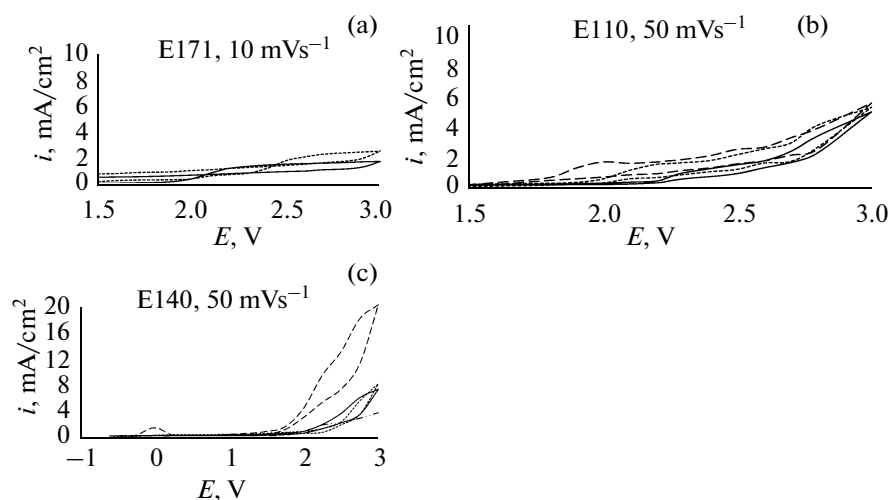 (a)
E171, 10 mVs⁻¹
10
8
6
4
2
0
i, mA/cm²
1.5 2.0 2.5 3.0
E, V
(b)
E110, 50 mVs⁻¹
10
8
6
4
2
0
i, mA/cm²
1.5 2.0 2.5 3.0
E, V
(c)
E140, 50 mVs⁻¹
20
16
12
8
4
0
i, mA/cm²
−1 0 1 2 3
E, V